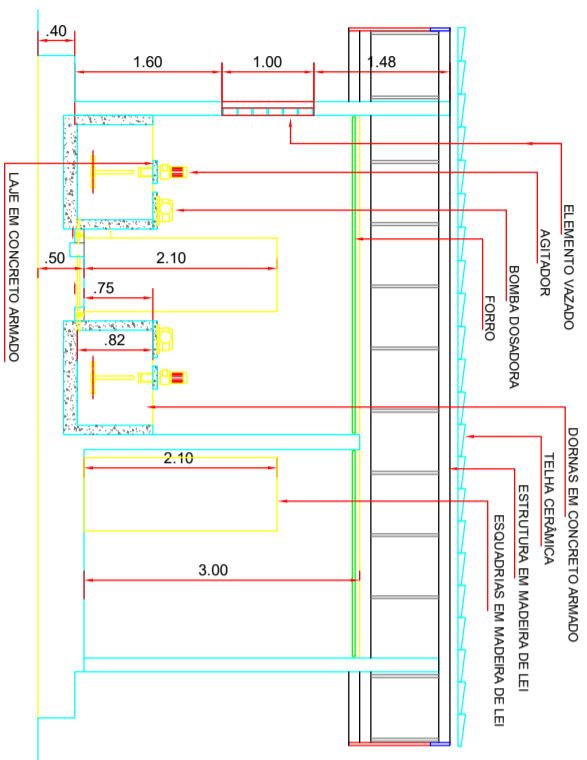 .40
1.60
1.00
1.48
ELEMENTO VAZADO
AGITADOR
BOMBA DOSADORA
FORRO
LAJE EM CONCRETO ARMADO
.50
2.10
.75
.82
DORNAS EM CONCRETO ARMADO
TELHA CERÂMICA
ESTRUTURA EM MADEIRA DE LEI
ESQUADRIAS EM MADEIRA DE LEI
2.10
3.00